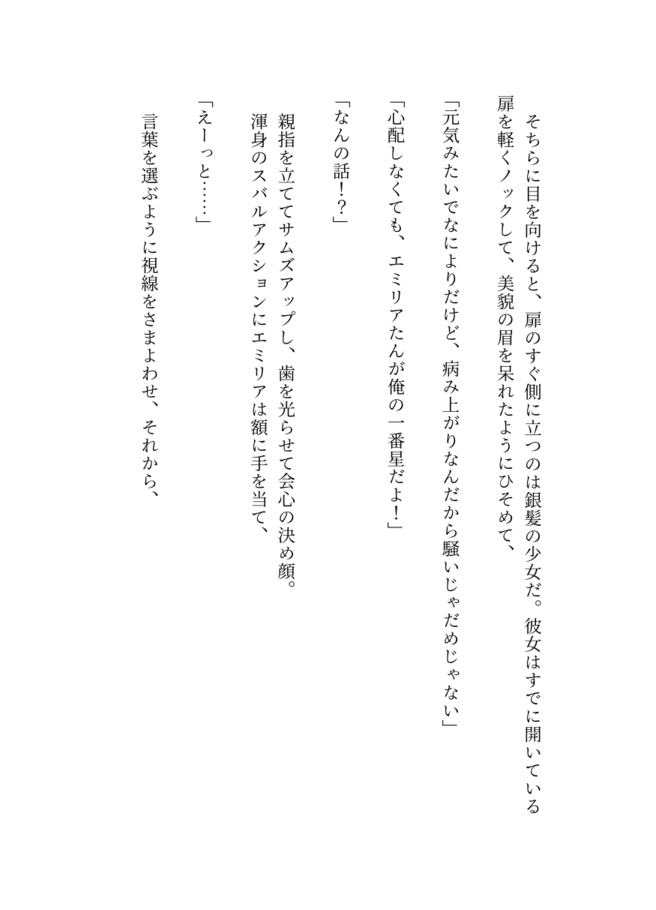 そちらに目を向けると、扉のすぐ側に立つのは銀髪の少女だ。彼女はすでに開いている
扉を軽くノックして、美貌の眉を呆れたようにひそめて、
「元気みたいでなによりだけど、病み上がりなんだから騒いじゃだめじゃない」
「心配しなくても、エミリアたんが俺の一番星だよ！」
「なんの話！？」
親指を立ててサムズアップし、歯を光らせて会心の決め顔。
渾身のスバルアクションにエミリアは額に手を当て、
「えーっと……」
言葉を選ぶように視線をさまよわせ、それから、